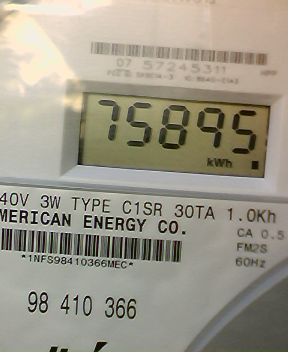 07 57245311
75895
kWh
40V 3W TYPE C1SR 30TA 1.0Kh
MERICAN ENERGY CO.
CA 0.5
FM2S
60Hz
*1NFS98410366MEC*
98 410 366